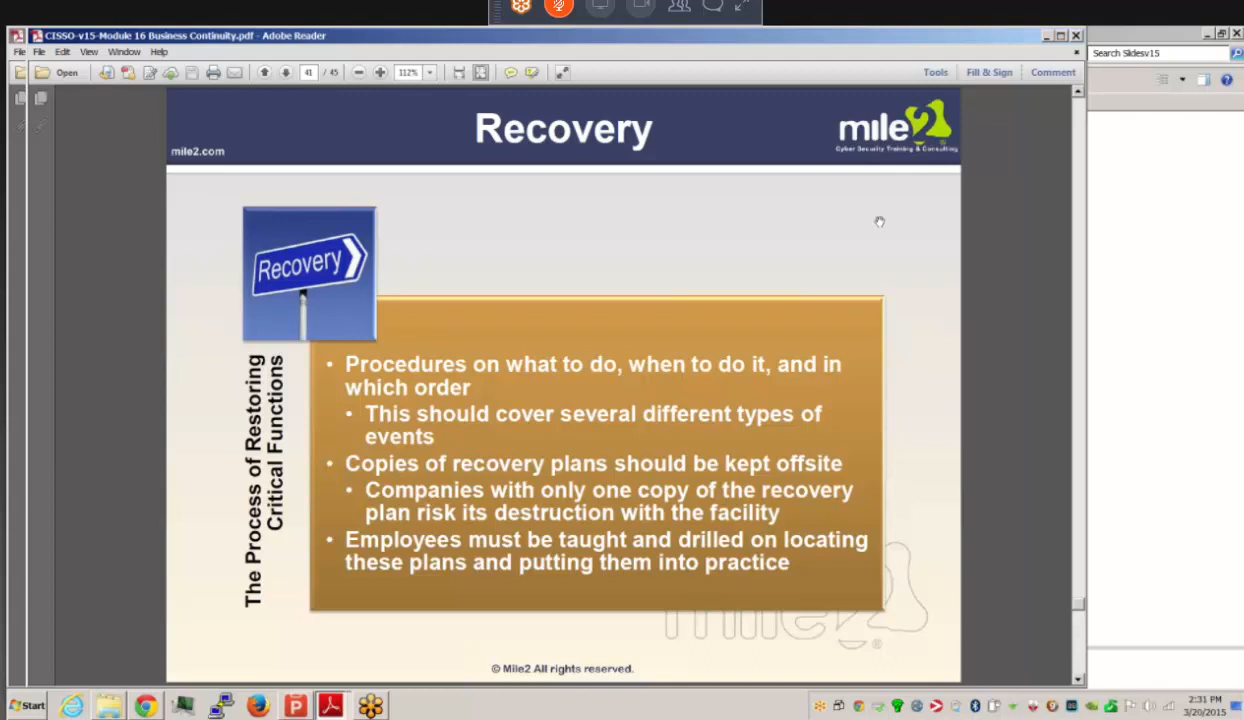 CISSO-v15-Module 16 Business Continuity.pdf - Adobe Reader
File File Edit View Window Help
Search Slidesv15
Open 41 / 45 112% Tools Fill & Sign Comment
Recovery
mile2.com
mile2
Cyber Security Training & Consulting
Recovery
The Process of Restoring
Critical Functions
• Procedures on what to do, when to do it, and in
which order
• This should cover several different types of
events
• Copies of recovery plans should be kept offsite
• Companies with only one copy of the recovery
plan risk its destruction with the facility
• Employees must be taught and drilled on locating
these plans and putting them into practice
mile2®
© Mile2 All rights reserved.
Start
2:31 PM
3/20/2015